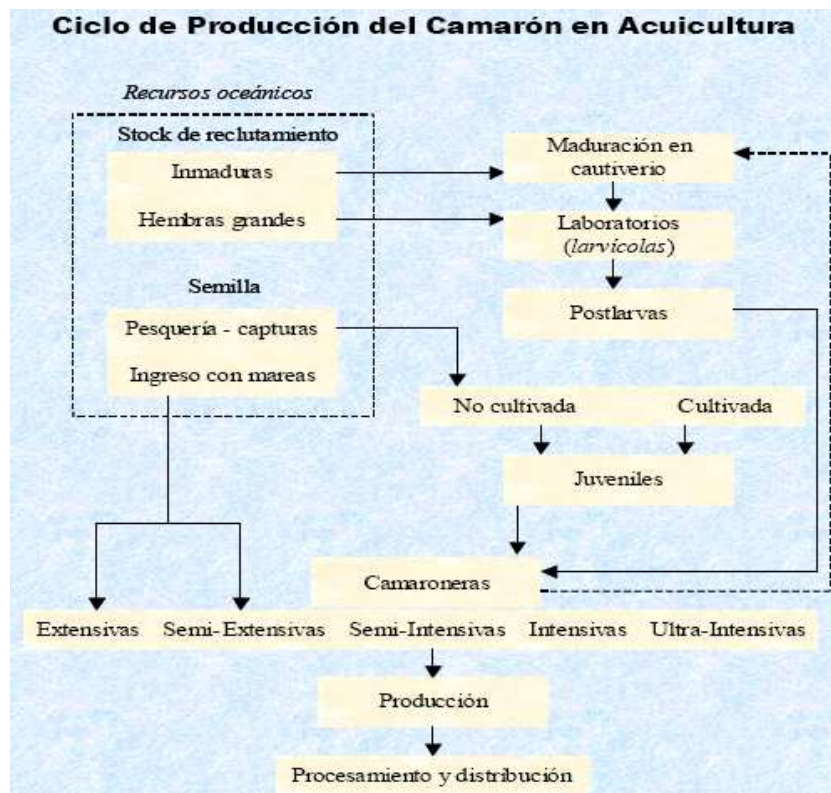 Ciclo de Producción del Camarón en Acuicultura
Recursos oceánicos
Stock de reclutamiento
Inmaduras
Hembras grandes
Semilla
Pesquería - capturas
Ingreso con mareas
Maduración en
cautiverio
Laboratorios
(larvícolas)
Postlarvas
No cultivada
Cultivada
Juveniles
Camaroneras
Extensivas
Semi-Extensivas
Semi-Intensivas
Intensivas
Ultra-Intensivas
Producción
Procesamiento y distribución